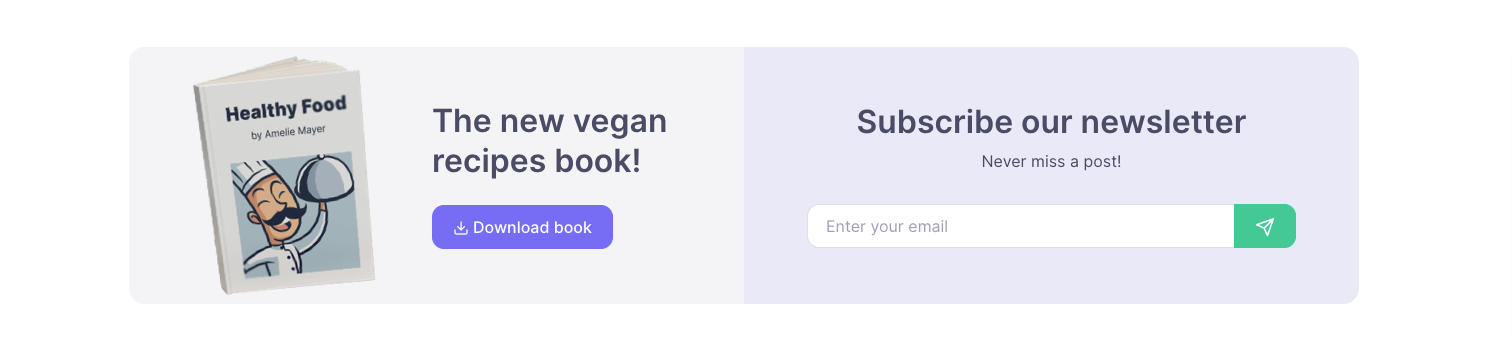 Healthy Food
by Amelie Mayer
The new vegan
recipes book!
Download book
Subscribe our newsletter
Never miss a post!
Enter your email